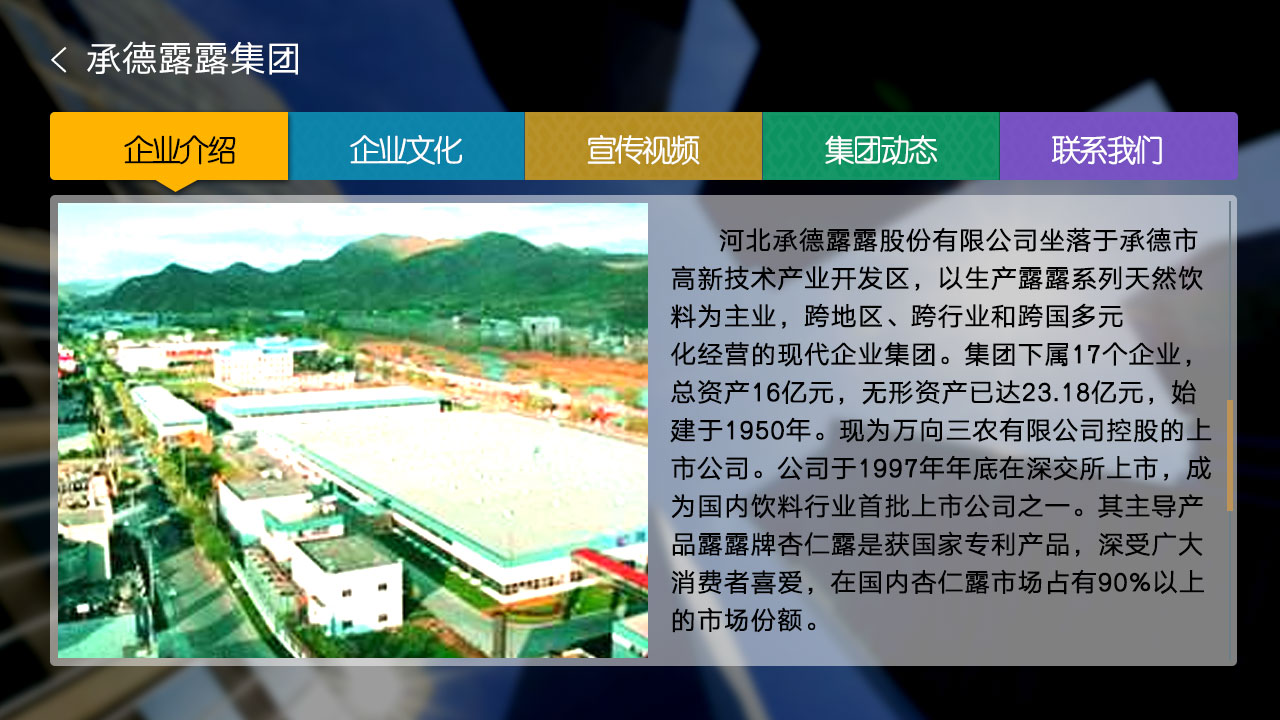 承德露露集团
企业介绍 企业文化 宣传视频 集团动态 联系我们
河北承德露露股份有限公司坐落于承德市
高新技术产业开发区，以生产露露系列天然饮
料为主业，跨地区、跨行业和跨国多元
化经营的现代企业集团。集团下属17个企业，
总资产16亿元，无形资产已达23.18亿元，始
建于1950年。现为万向三农有限公司控股的上
市公司。公司于1997年年底在深交所上市，成
为国内饮料行业首批上市公司之一。其主导产
品露露牌杏仁露是获国家专利产品，深受广大
消费者喜爱，在国内杏仁露市场占有90%以上
的市场份额。